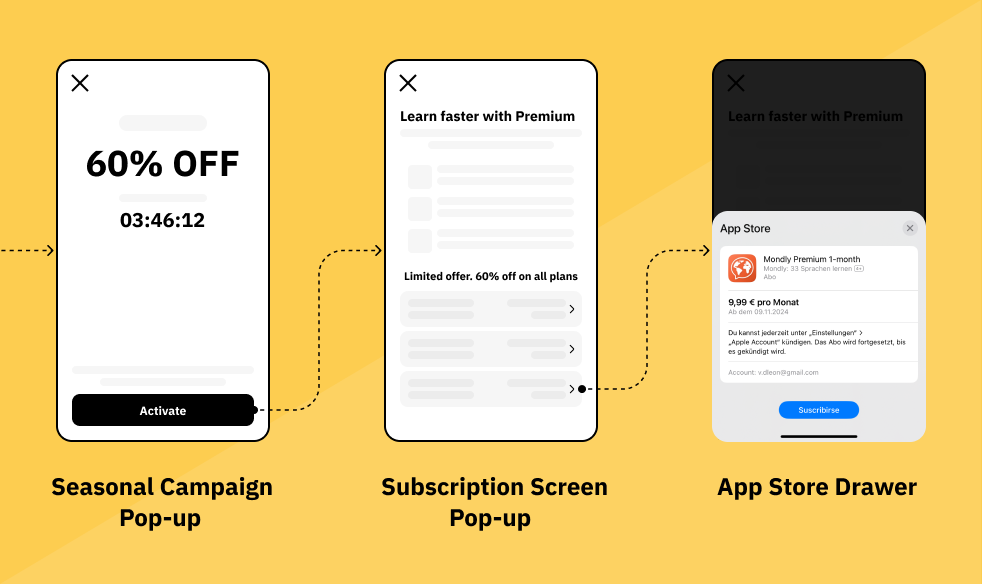 60% OFF
03:46:12
Activate
Seasonal Campaign
Pop-up
Learn faster with Premium
Limited offer. 60% off on all plans
Subscription Screen
Pop-up
Learn faster with Premium
App Store
Mondly Premium 1-month
Mondly: 33 Sprachen lernen 4+
Abo
9,99 € pro Monat
Ab dem 09.11.2024
Du kannst jederzeit unter „Einstellungen“ >
„Apple Account“ kündigen. Das Abo wird fortgesetzt, bis
es gekündigt wird.
Account: v.dleon@gmail.com
Suscribirse
App Store Drawer